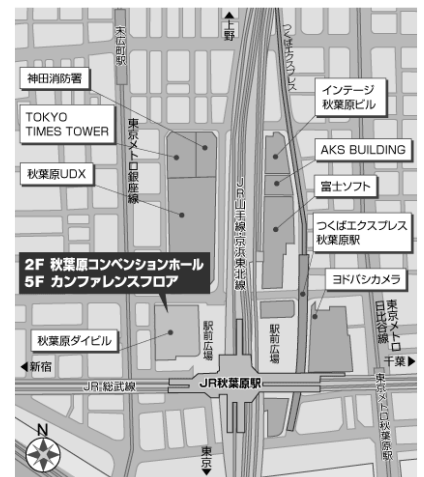 ▲上野
末広町駅
つくばエクスプレス
神田消防署
インテージ
秋葉原ビル
TOKYO
TIMES TOWER
東京メトロ銀座線
AKS BUILDING
秋葉原UDX
JR山手線・京浜東北線
富士ソフト
つくばエクスプレス
秋葉原駅
2F 秋葉原コンベンションホール
5F カンファレンスフロア
ヨドバシカメラ
東京メトロ
日比谷線
駅前広場
駅前広場
秋葉原ダイビル
◀新宿
千葉▶
JR総武線
JR秋葉原駅
東京メトロ秋葉原駅
N
東京▼